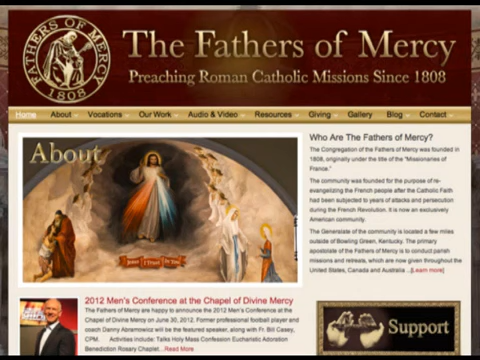 FATHERS OF MERCY
1808
The Fathers of Mercy
Preaching Roman Catholic Missions Since 1808
Home About Vocations Our Work Audio & Video Resources Giving Gallery Blog Contact
About
JESUS I TRUST IN YOU
Who Are The Fathers of Mercy?
The Congregation of the Fathers of Mercy was founded in
1808, originally under the title of the "Missionaries of
France."
The community was founded for the purpose of re-
evangelizing the French people after the Catholic Faith
had been subjected to years of attacks and persecution
during the French Revolution. It is now an exclusively
American community.
The Generalate of the community is located a few miles
outside of Bowling Green, Kentucky. The primary
apostolate of the Fathers of Mercy is to conduct parish
missions and retreats, which are now given throughout the
United States, Canada and Australia ...[Learn more]
2012 Men's Conference at the Chapel of Divine Mercy
The Fathers of Mercy are happy to announce the 2012 Men's Conference at the
Chapel of Divine Mercy on June 30, 2012. Former professional football player and
coach Danny Abramowicz will be the featured speaker, along with Fr. Bill Casey,
CPM. Activities include: Talks Holy Mass Confession Eucharistic Adoration
Benediction Rosary Chaplet ...Read More
Support